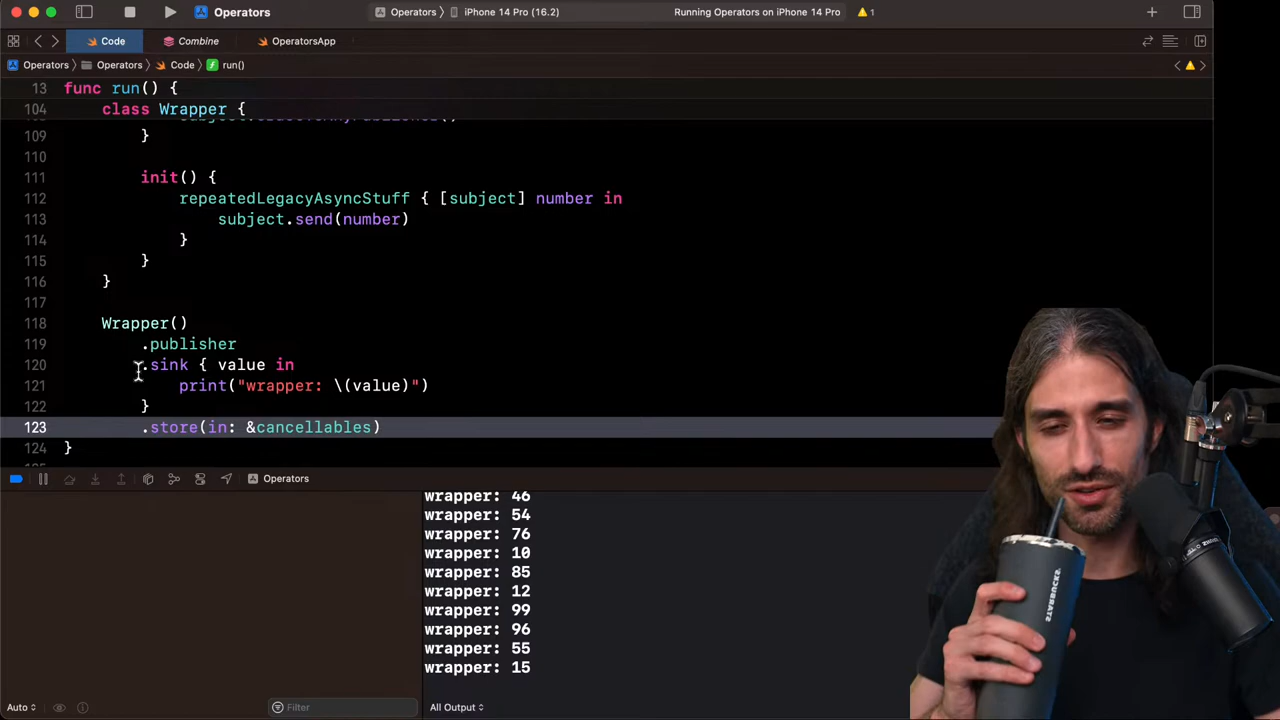 Operators
Operators
iPhone 14 Pro (16.2)
Running Operators on iPhone 14 Pro
1
Code
Combine
OperatorsApp
Operators
Operators
Code
run()
13 func run() {
104 class Wrapper {
109 }
110
111 init() {
112 repeatedLegacyAsyncStuff { [subject] number in
113 subject.send(number)
114 }
115 }
116 }
117
118 Wrapper()
119 .publisher
120 .sink { value in
121 print("wrapper: \(value)")
122 }
123 .store(in: &cancellables)
124 }
Operators
wrapper: 46
wrapper: 54
wrapper: 76
wrapper: 10
wrapper: 85
wrapper: 12
wrapper: 99
wrapper: 96
wrapper: 55
wrapper: 15
Auto
Filter
All Output
STARBUCKS